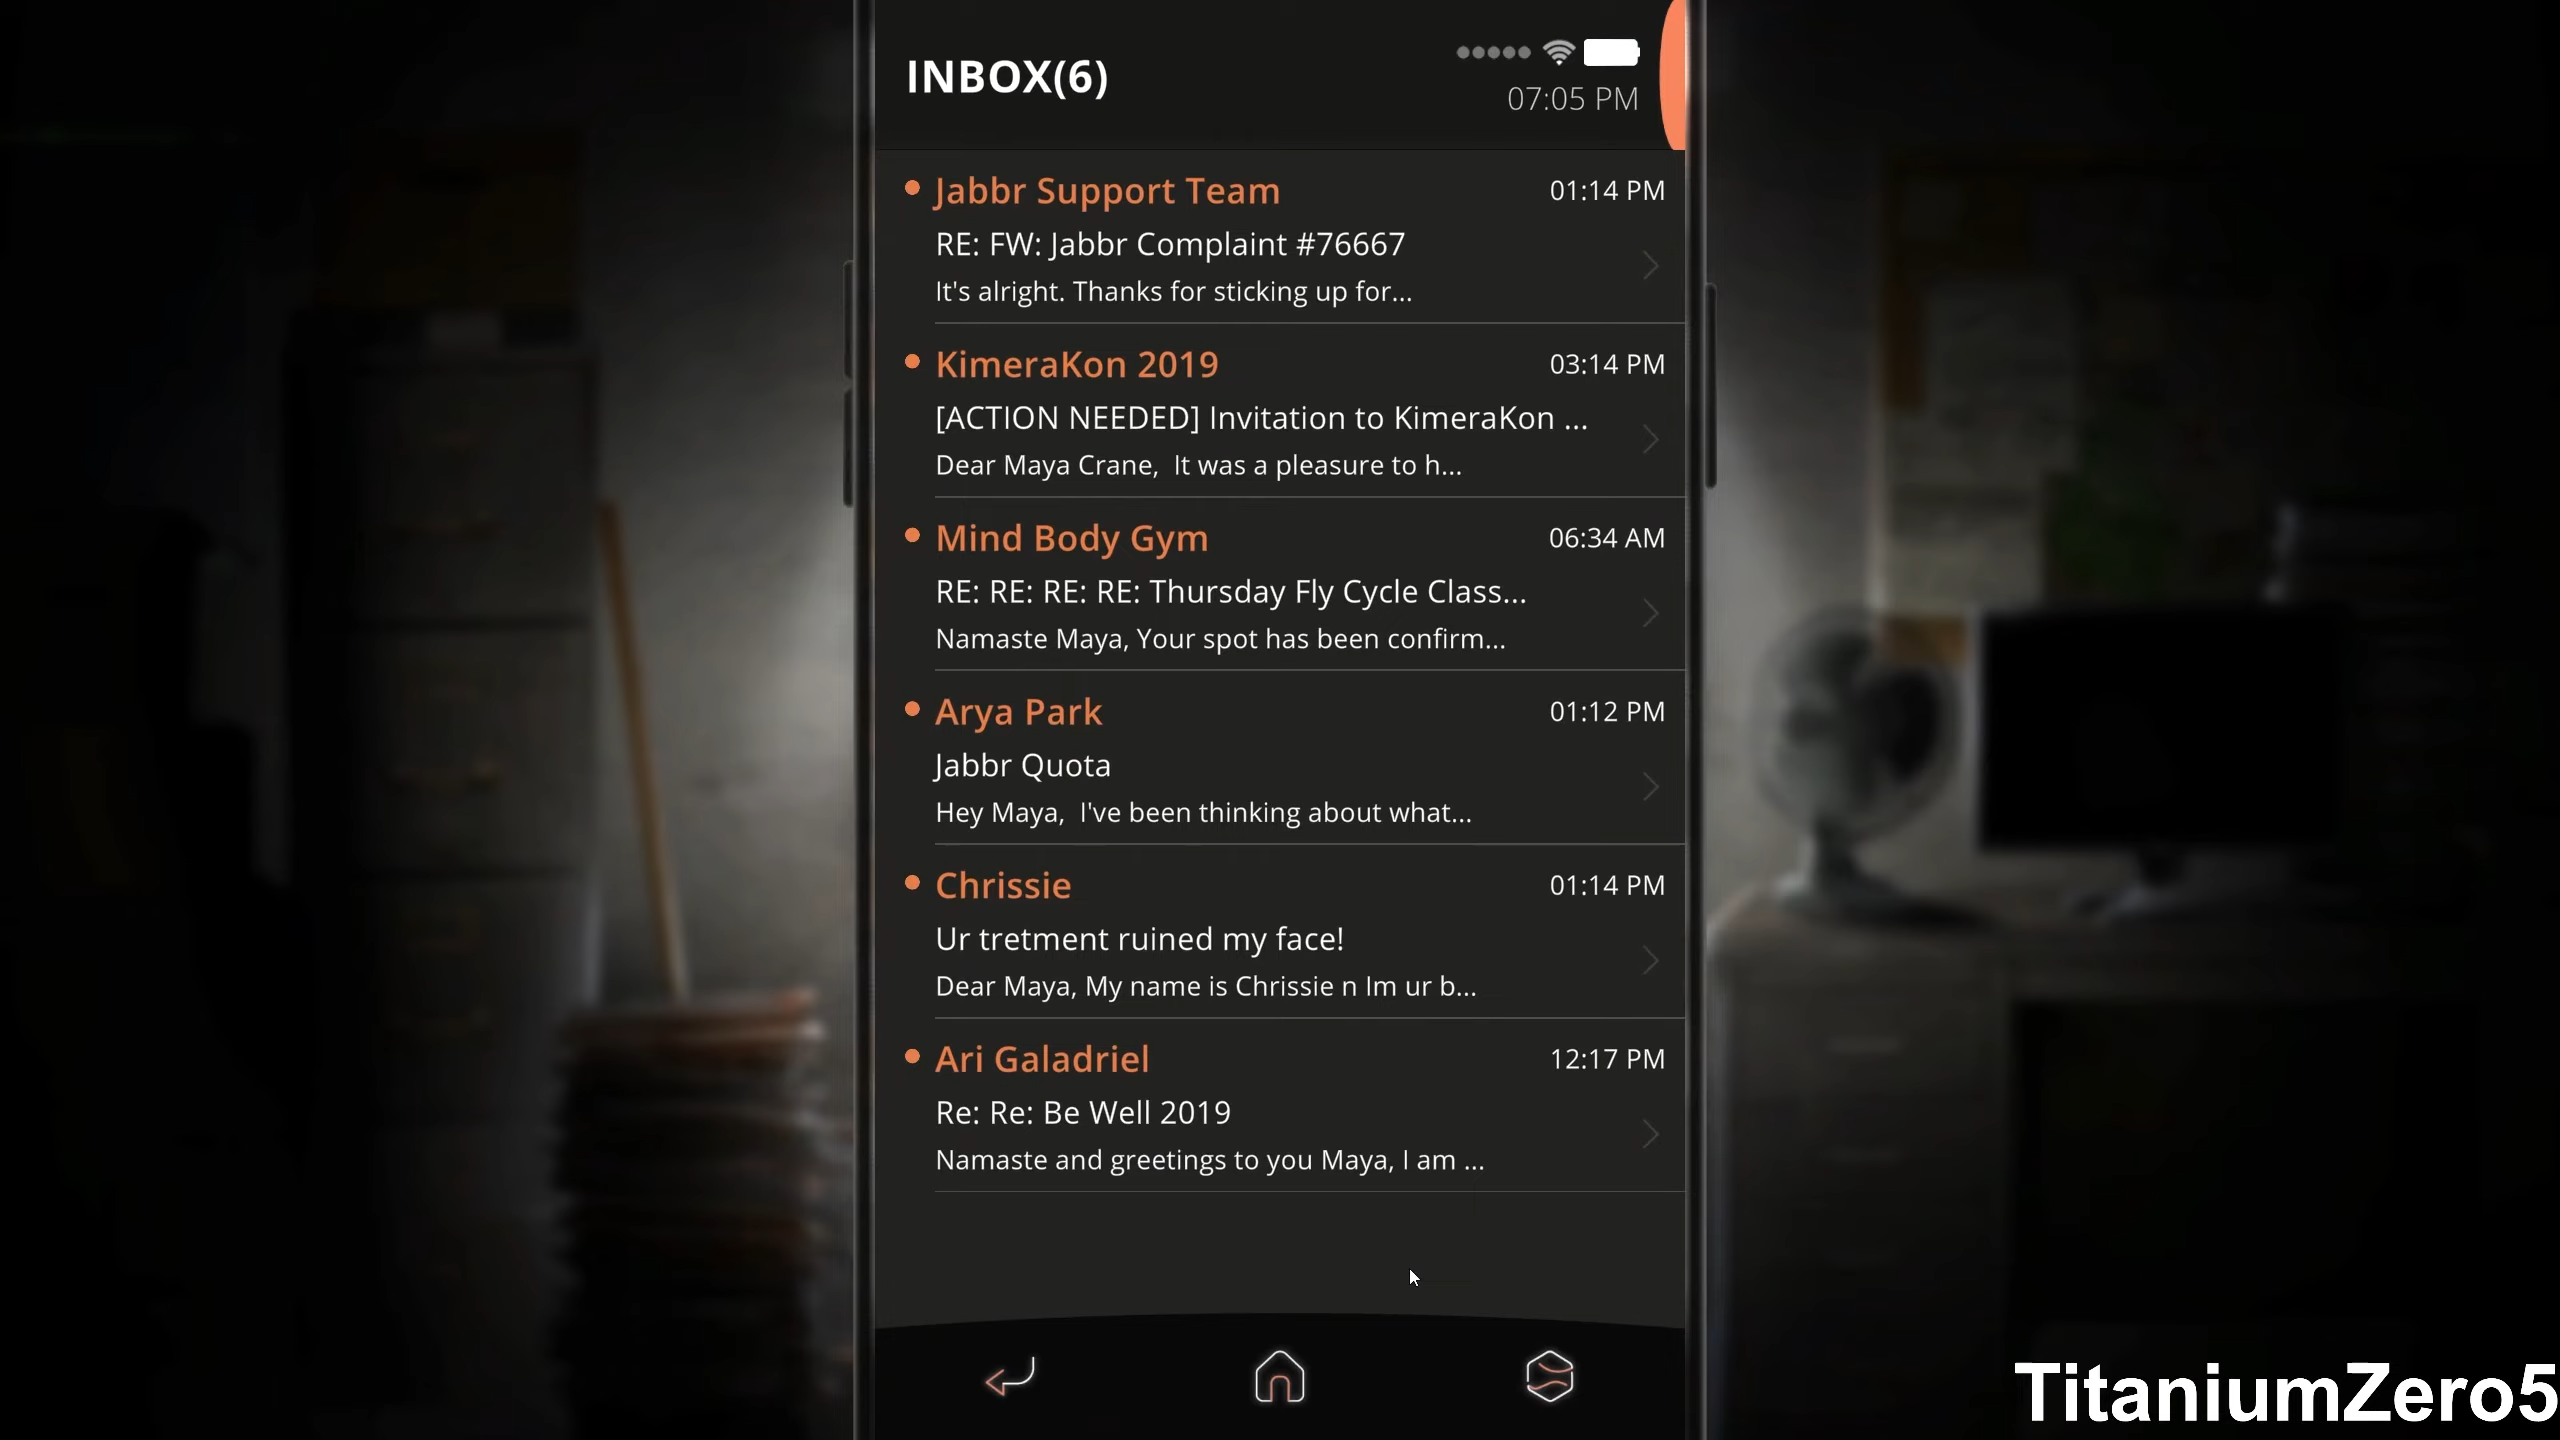 INBOX(6)
07:05 PM
Jabbr Support Team 01:14 PM
RE: FW: Jabbr Complaint #76667
It's alright. Thanks for sticking up for...
KimeraKon 2019 03:14 PM
[ACTION NEEDED] Invitation to KimeraKon ...
Dear Maya Crane,  It was a pleasure to h...
Mind Body Gym 06:34 AM
RE: RE: RE: RE: Thursday Fly Cycle Class...
Namaste Maya, Your spot has been confirm...
Arya Park 01:12 PM
Jabbr Quota
Hey Maya,  I've been thinking about what...
Chrissie 01:14 PM
Ur tretment ruined my face!
Dear Maya, My name is Chrissie n Im ur b...
Ari Galadriel 12:17 PM
Re: Re: Be Well 2019
Namaste and greetings to you Maya, I am ...
TitaniumZero5